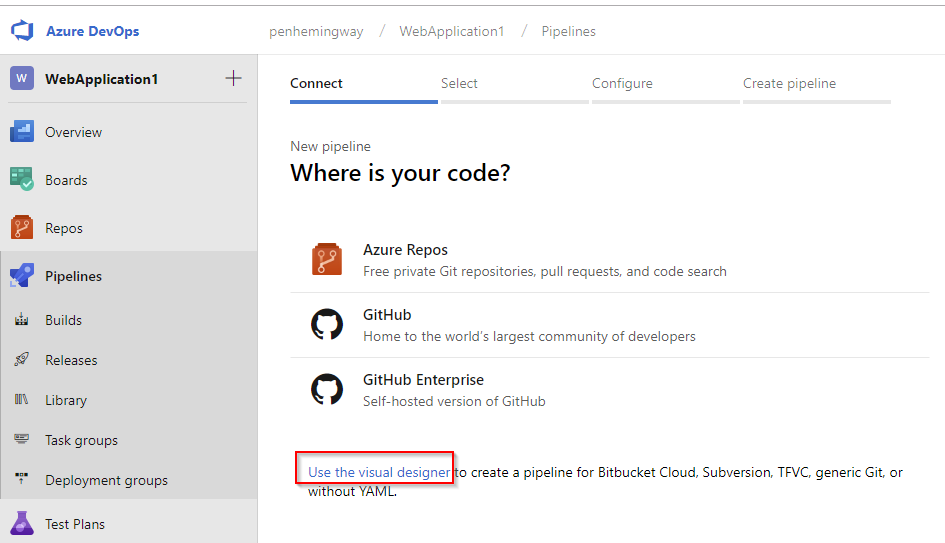 Azure DevOps
penhemingway / WebApplication1 / Pipelines
W WebApplication1
Overview
Boards
Repos
Pipelines
Builds
Releases
Library
Task groups
Deployment groups
Test Plans
Connect Select Configure Create pipeline
New pipeline
Where is your code?
Azure Repos
Free private Git repositories, pull requests, and code search
GitHub
Home to the world's largest community of developers
GitHub Enterprise
Self-hosted version of GitHub
Use the visual designer to create a pipeline for Bitbucket Cloud, Subversion, TFVC, generic Git, or
without YAML.